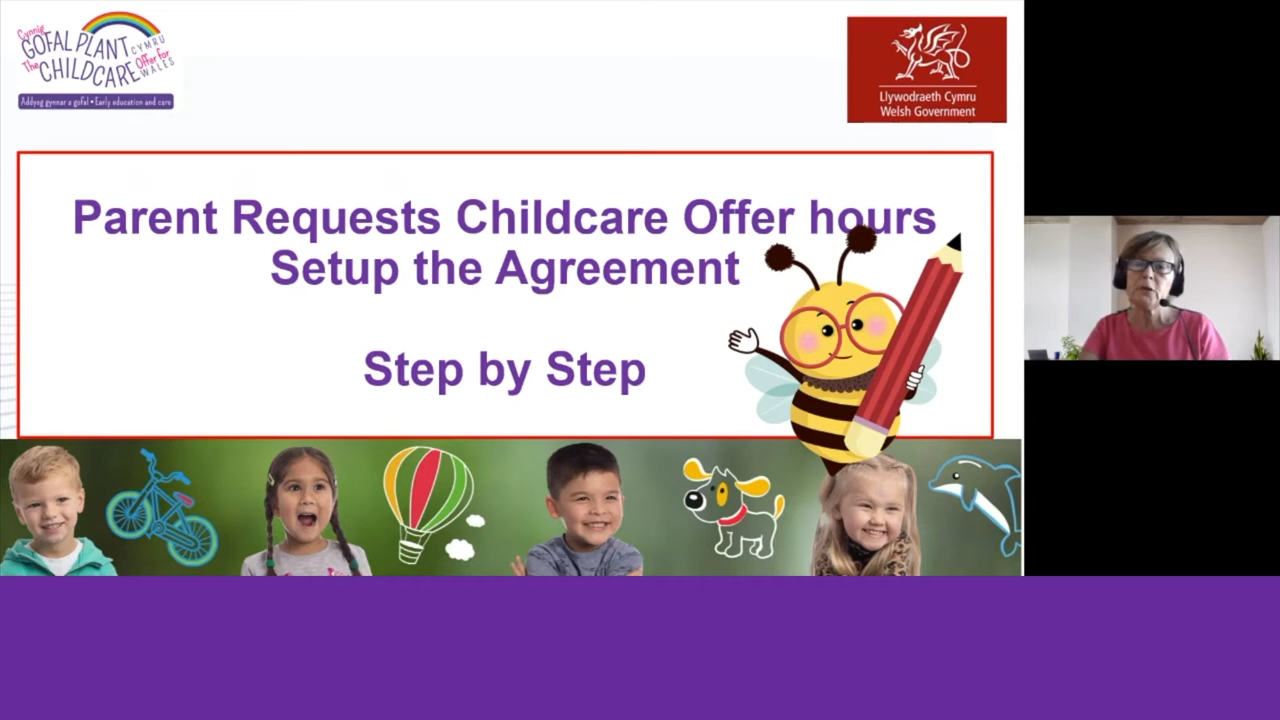 Cynnig
GOFAL PLANT
CYMRU
The CHILDCARE
Offer for
WALES
Addysg gynnar a gofal • Early education and care
Llywodraeth Cymru
Welsh Government
Parent Requests Childcare Offer hours
Setup the Agreement
Step by Step